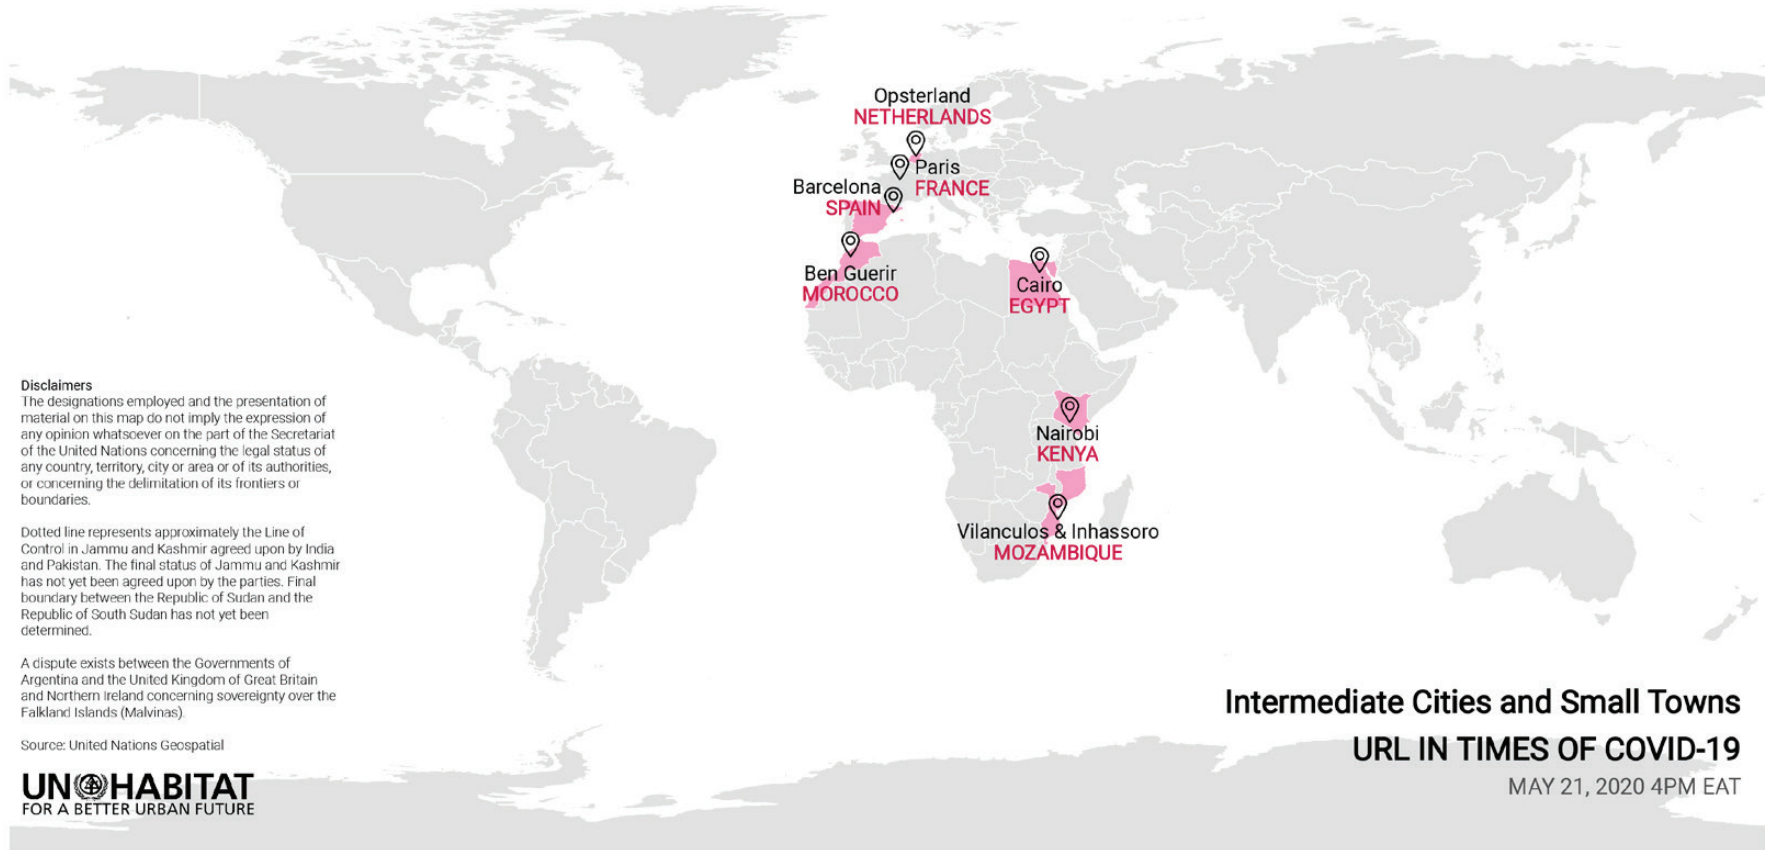 Opsterland
NETHERLANDS
Paris
FRANCE
Barcelona
SPAIN
Ben Guerir
MOROCCO
Cairo
EGYPT
Nairobi
KENYA
Vilanculos & Inhassoro
MOZAMBIQUE
Disclaimers
The designations employed and the presentation of
material on this map do not imply the expression of
any opinion whatsoever on the part of the Secretariat
of the United Nations concerning the legal status of
any country, territory, city or area or of its authorities,
or concerning the delimitation of its frontiers or
boundaries.
Dotted line represents approximately the Line of
Control in Jammu and Kashmir agreed upon by India
and Pakistan. The final status of Jammu and Kashmir
has not yet been agreed upon by the parties. Final
boundary between the Republic of Sudan and the
Republic of South Sudan has not yet been
determined.
A dispute exists between the Governments of
Argentina and the United Kingdom of Great Britain
and Northern Ireland concerning sovereignty over the
Falkland Islands (Malvinas).
Source: United Nations Geospatial
UN HABITAT
FOR A BETTER URBAN FUTURE
Intermediate Cities and Small Towns
URL IN TIMES OF COVID-19
MAY 21, 2020 4PM EAT